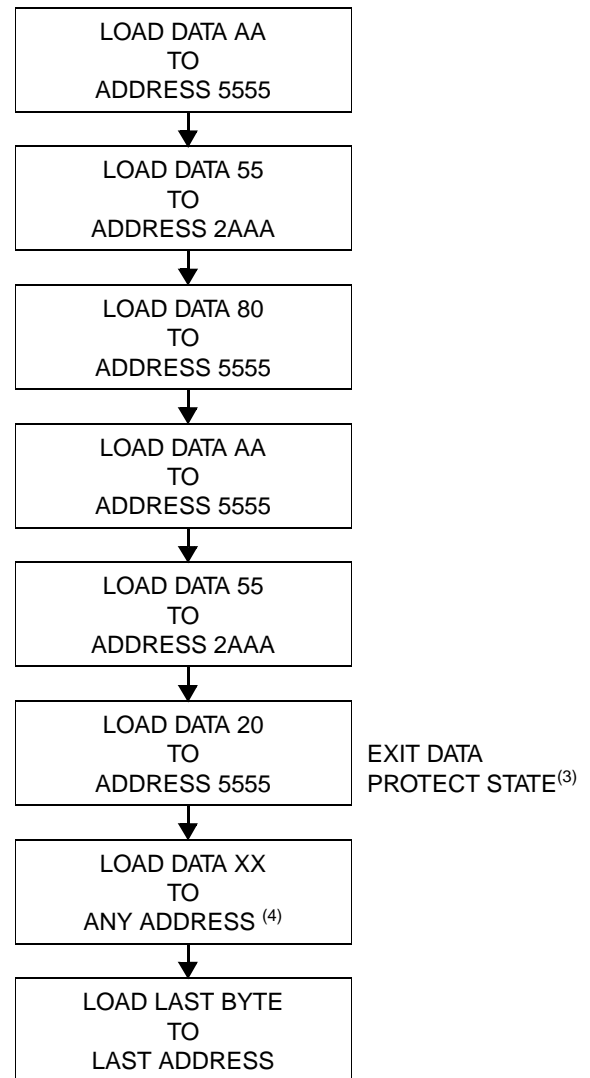 LOAD DATA AA
TO
ADDRESS 5555
LOAD DATA 55
TO
ADDRESS 2AAA
LOAD DATA 80
TO
ADDRESS 5555
LOAD DATA AA
TO
ADDRESS 5555
LOAD DATA 55
TO
ADDRESS 2AAA
LOAD DATA 20
TO
ADDRESS 5555
EXIT DATA
PROTECT STATE(3)
LOAD DATA XX
TO
ANY ADDRESS (4)
LOAD LAST BYTE
TO
LAST ADDRESS